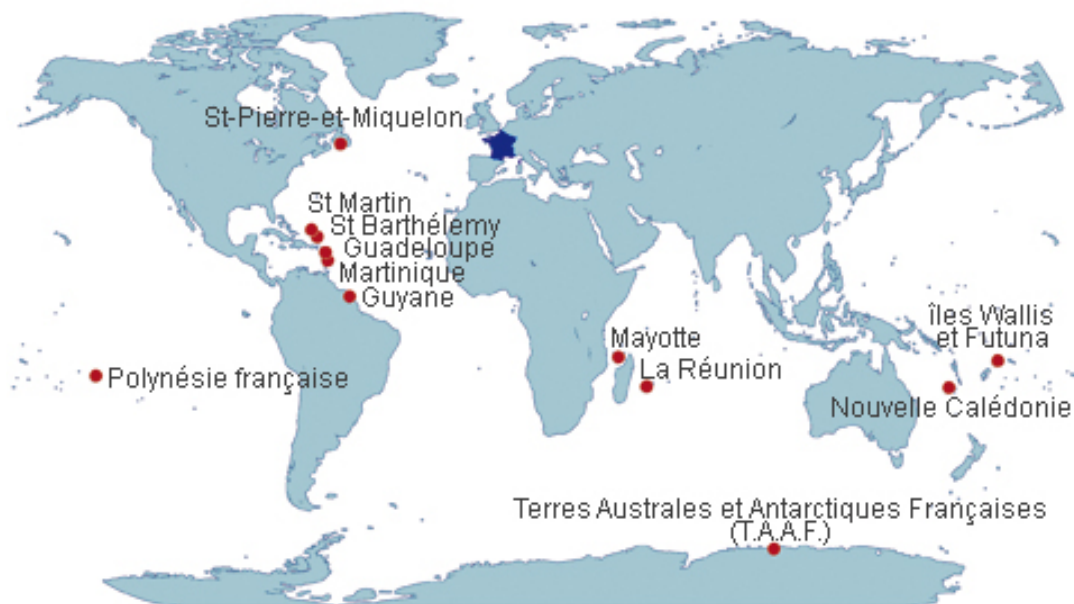 St-Pierre-et-Miquelon
St Martin
St Barthélemy
Guadeloupe
Martinique
Guyane
îles Wallis
et Futuna
Mayotte
La Réunion
Polynésie française
Nouvelle Calédonie
Terres Australes et Antarctiques Françaises
(T.A.A.F.)